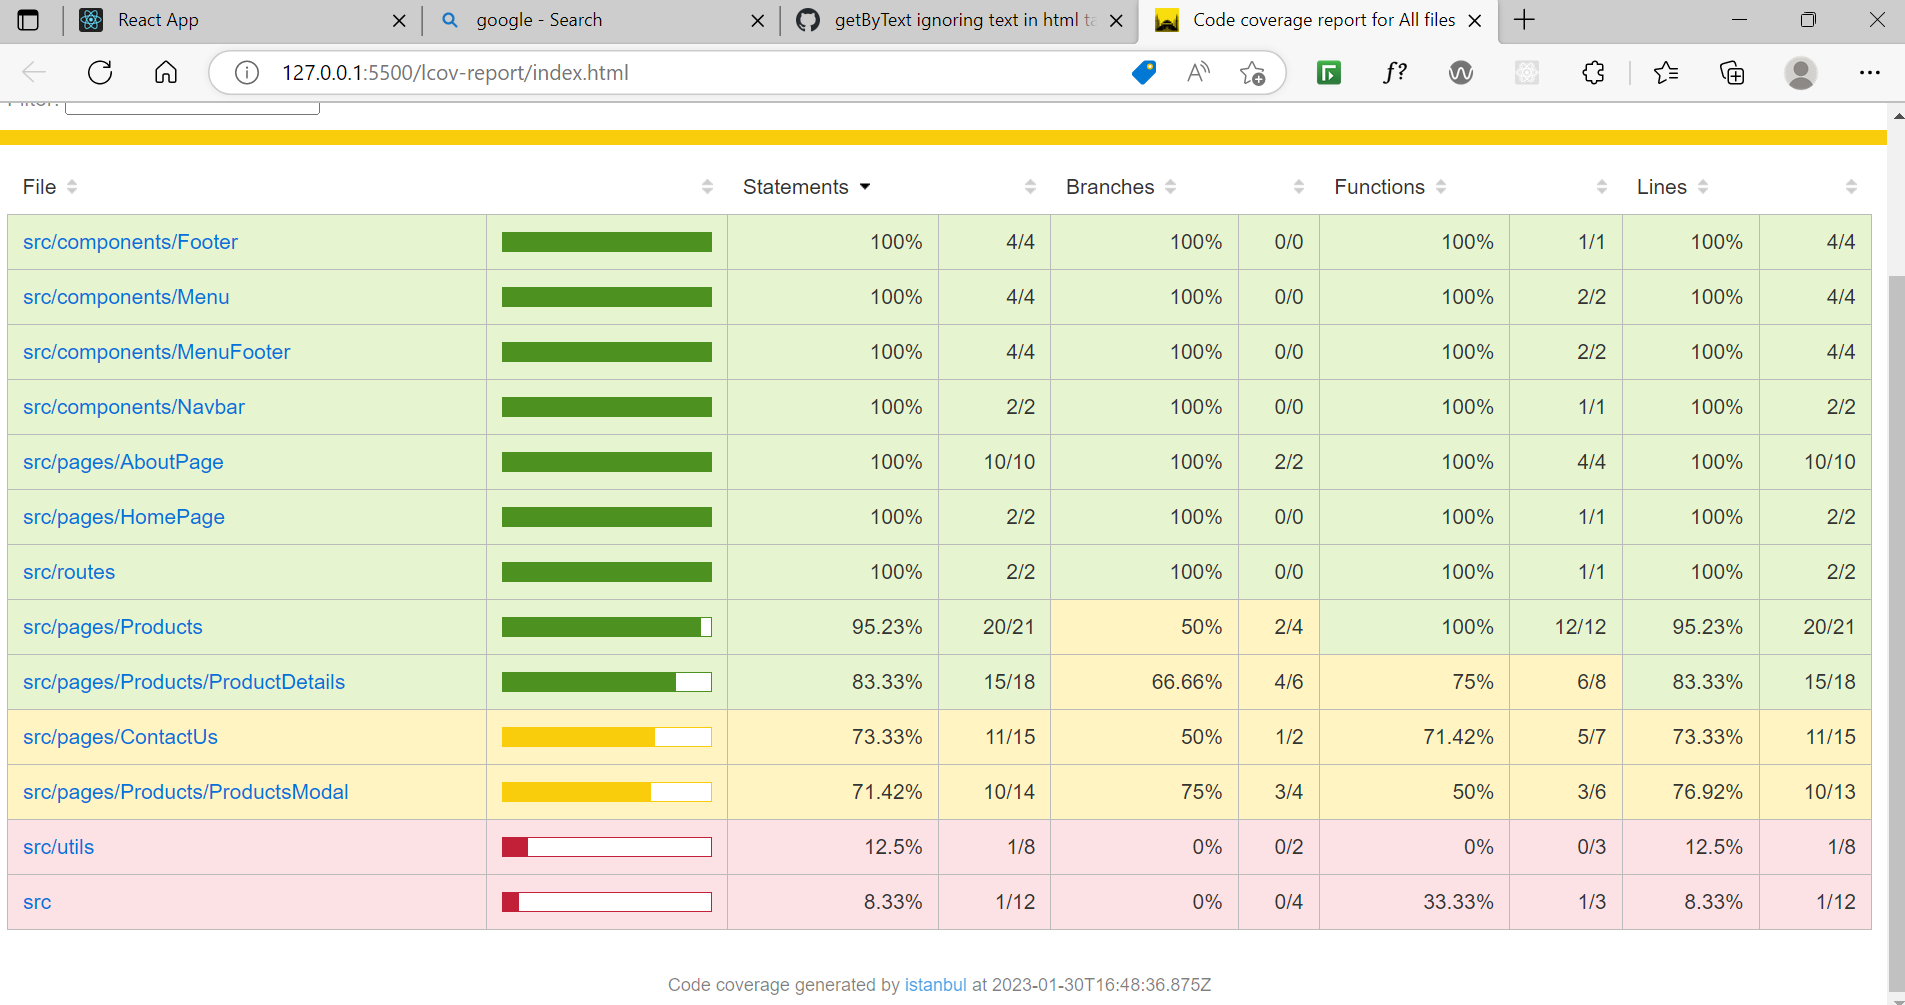 React App
google - Search
getByText ignoring text in html ta
Code coverage report for All files
127.0.0.1:5500/lcov-report/index.html
Filter:
File Statements Branches Functions Lines
src/components/Footer 100% 4/4 100% 0/0 100% 1/1 100% 4/4
src/components/Menu 100% 4/4 100% 0/0 100% 2/2 100% 4/4
src/components/MenuFooter 100% 4/4 100% 0/0 100% 2/2 100% 4/4
src/components/Navbar 100% 2/2 100% 0/0 100% 1/1 100% 2/2
src/pages/AboutPage 100% 10/10 100% 2/2 100% 4/4 100% 10/10
src/pages/HomePage 100% 2/2 100% 0/0 100% 1/1 100% 2/2
src/routes 100% 2/2 100% 0/0 100% 1/1 100% 2/2
src/pages/Products 95.23% 20/21 50% 2/4 100% 12/12 95.23% 20/21
src/pages/Products/ProductDetails 83.33% 15/18 66.66% 4/6 75% 6/8 83.33% 15/18
src/pages/ContactUs 73.33% 11/15 50% 1/2 71.42% 5/7 73.33% 11/15
src/pages/Products/ProductsModal 71.42% 10/14 75% 3/4 50% 3/6 76.92% 10/13
src/utils 12.5% 1/8 0% 0/2 0% 0/3 12.5% 1/8
src 8.33% 1/12 0% 0/4 33.33% 1/3 8.33% 1/12
Code coverage generated by istanbul at 2023-01-30T16:48:36.875Z